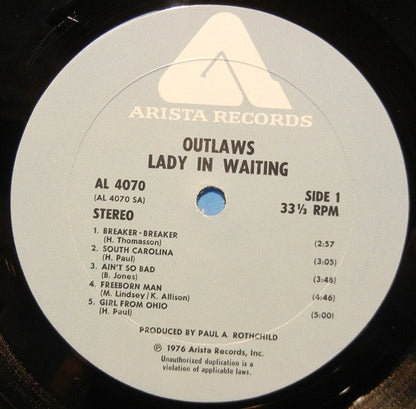 ARISTA RECORDS
OUTLAWS
LADY IN WAITING
AL 4070
(AL 4070 SA)
STEREO
SIDE 1
33⅓ RPM
1. BREAKER-BREAKER
(H. Thomasson) (2:57
2. SOUTH CAROLINA
(H. Paul) (3:05)
3. AIN'T SO BAD
(B. Jones) (3:48)
4. FREEBORN MAN
(M. Lindsey/K. Allison) (4:46)
5. GIRL FROM OHIO
(H. Paul) (5:00)
PRODUCED BY PAUL A. ROTHCHILD
℗ 1976 Arista Records, Inc.
Unauthorized duplication is a
violation of applicable laws.